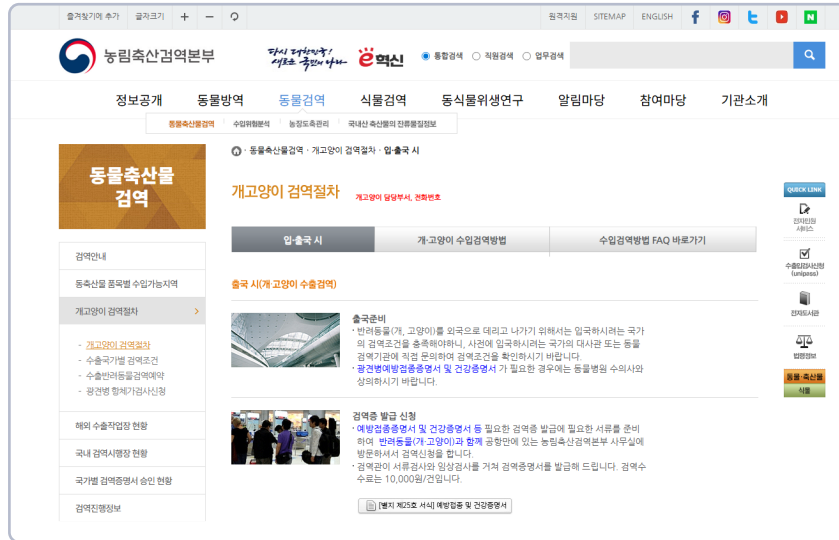 즐겨찾기에 추가 글자크기 + −
원격지원 SITEMAP ENGLISH
농림축산검역본부
다시 대한민국! 새로운 국민의 나라
e혁신
통합검색 직원검색 업무검색
정보공개 동물방역 동물검역 식물검역 동식물위생연구 알림마당 참여마당 기관소개
동물축산물검역 수입위험분석 농장도축관리 국내산 축산물의 잔류물질정보
동물축산물
검역
· 동물축산물검역 · 개고양이 검역절차 · 입·출국 시
개고양이 검역절차 개고양이 담당부서, 전화번호
입·출국 시 개·고양이 수입검역방법 수입검역방법 FAQ 바로가기
검역안내
동축산물 품목별 수입가능지역
개고양이 검역절차 >
- 개고양이 검역절차
- 수출국가별 검역조건
- 수출반려동물검역예약
- 광견병 항체가검사신청
해외 수출작업장 현황
국내 검역시행장 현황
국가별 검역증명서 승인 현황
검역진행정보
출국 시(개·고양이 수출검역)
출국준비
· 반려동물(개, 고양이)를 외국으로 데리고 나가기 위해서는 입국하시려는 국가
의 검역조건을 충족해야하니, 사전에 입국하시려는 국가의 대사관 또는 동물
검역기관에 직접 문의하여 검역조건을 확인하시기 바랍니다.
· 광견병예방접종증명서 및 건강증명서 가 필요한 경우에는 동물병원 수의사와
상의하시기 바랍니다.
검역증 발급 신청
· 예방접종증명서 및 건강증명서 등 필요한 검역증 발급에 필요한 서류를 준비
하여 반려동물(개·고양이)과 함께 공항만에 있는 농림축산검역본부 사무실에
방문하셔서 검역신청을 합니다.
· 검역관이 서류검사와 임상검사를 거쳐 검역증명서를 발급해 드립니다. 검역수
수료는 10,000원/건입니다.
[별지 제25호 서식] 예방접종 및 건강증명서
QUICK LINK
전자민원
서비스
수출입검사신청
(unipass)
전자도서관
법령정보
동물·축산물
식물